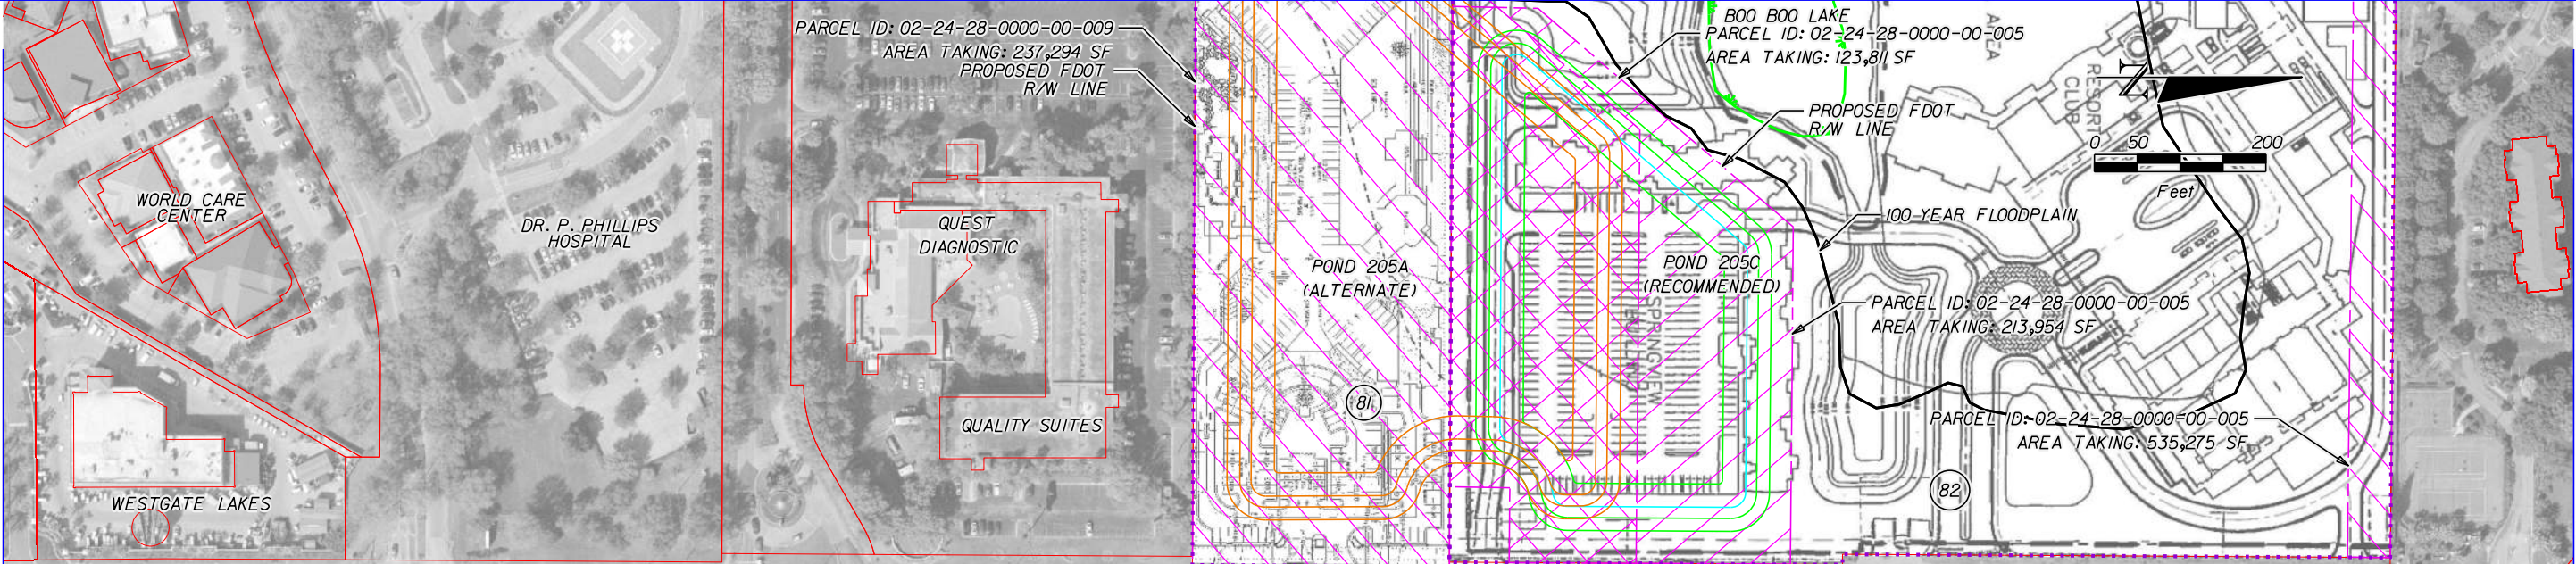 PARCEL ID: 02-24-28-0000-00-009
AREA TAKING: 237,294 SF
PROPOSED FDOT
R/W LINE
BOO BOO LAKE
PARCEL ID: 02-24-28-0000-00-005
AREA TAKING: 123,811 SF
PROPOSED FDOT
R/W LINE
AREA
RESORT
CLUB
N
0 50 200
Feet
WORLD CARE
CENTER
DR. P. PHILLIPS
HOSPITAL
QUEST
DIAGNOSTIC
QUALITY SUITES
WESTGATE LAKES
POND 205A
(ALTERNATE)
81
POND 205C
(RECOMMENDED)
SPRING VIEW
100 YEAR FLOODPLAIN
PARCEL ID: 02-24-28-0000-00-005
AREA TAKING: 213,954 SF
PARCEL ID: 02-24-28-0000-00-005
AREA TAKING: 535,275 SF
82